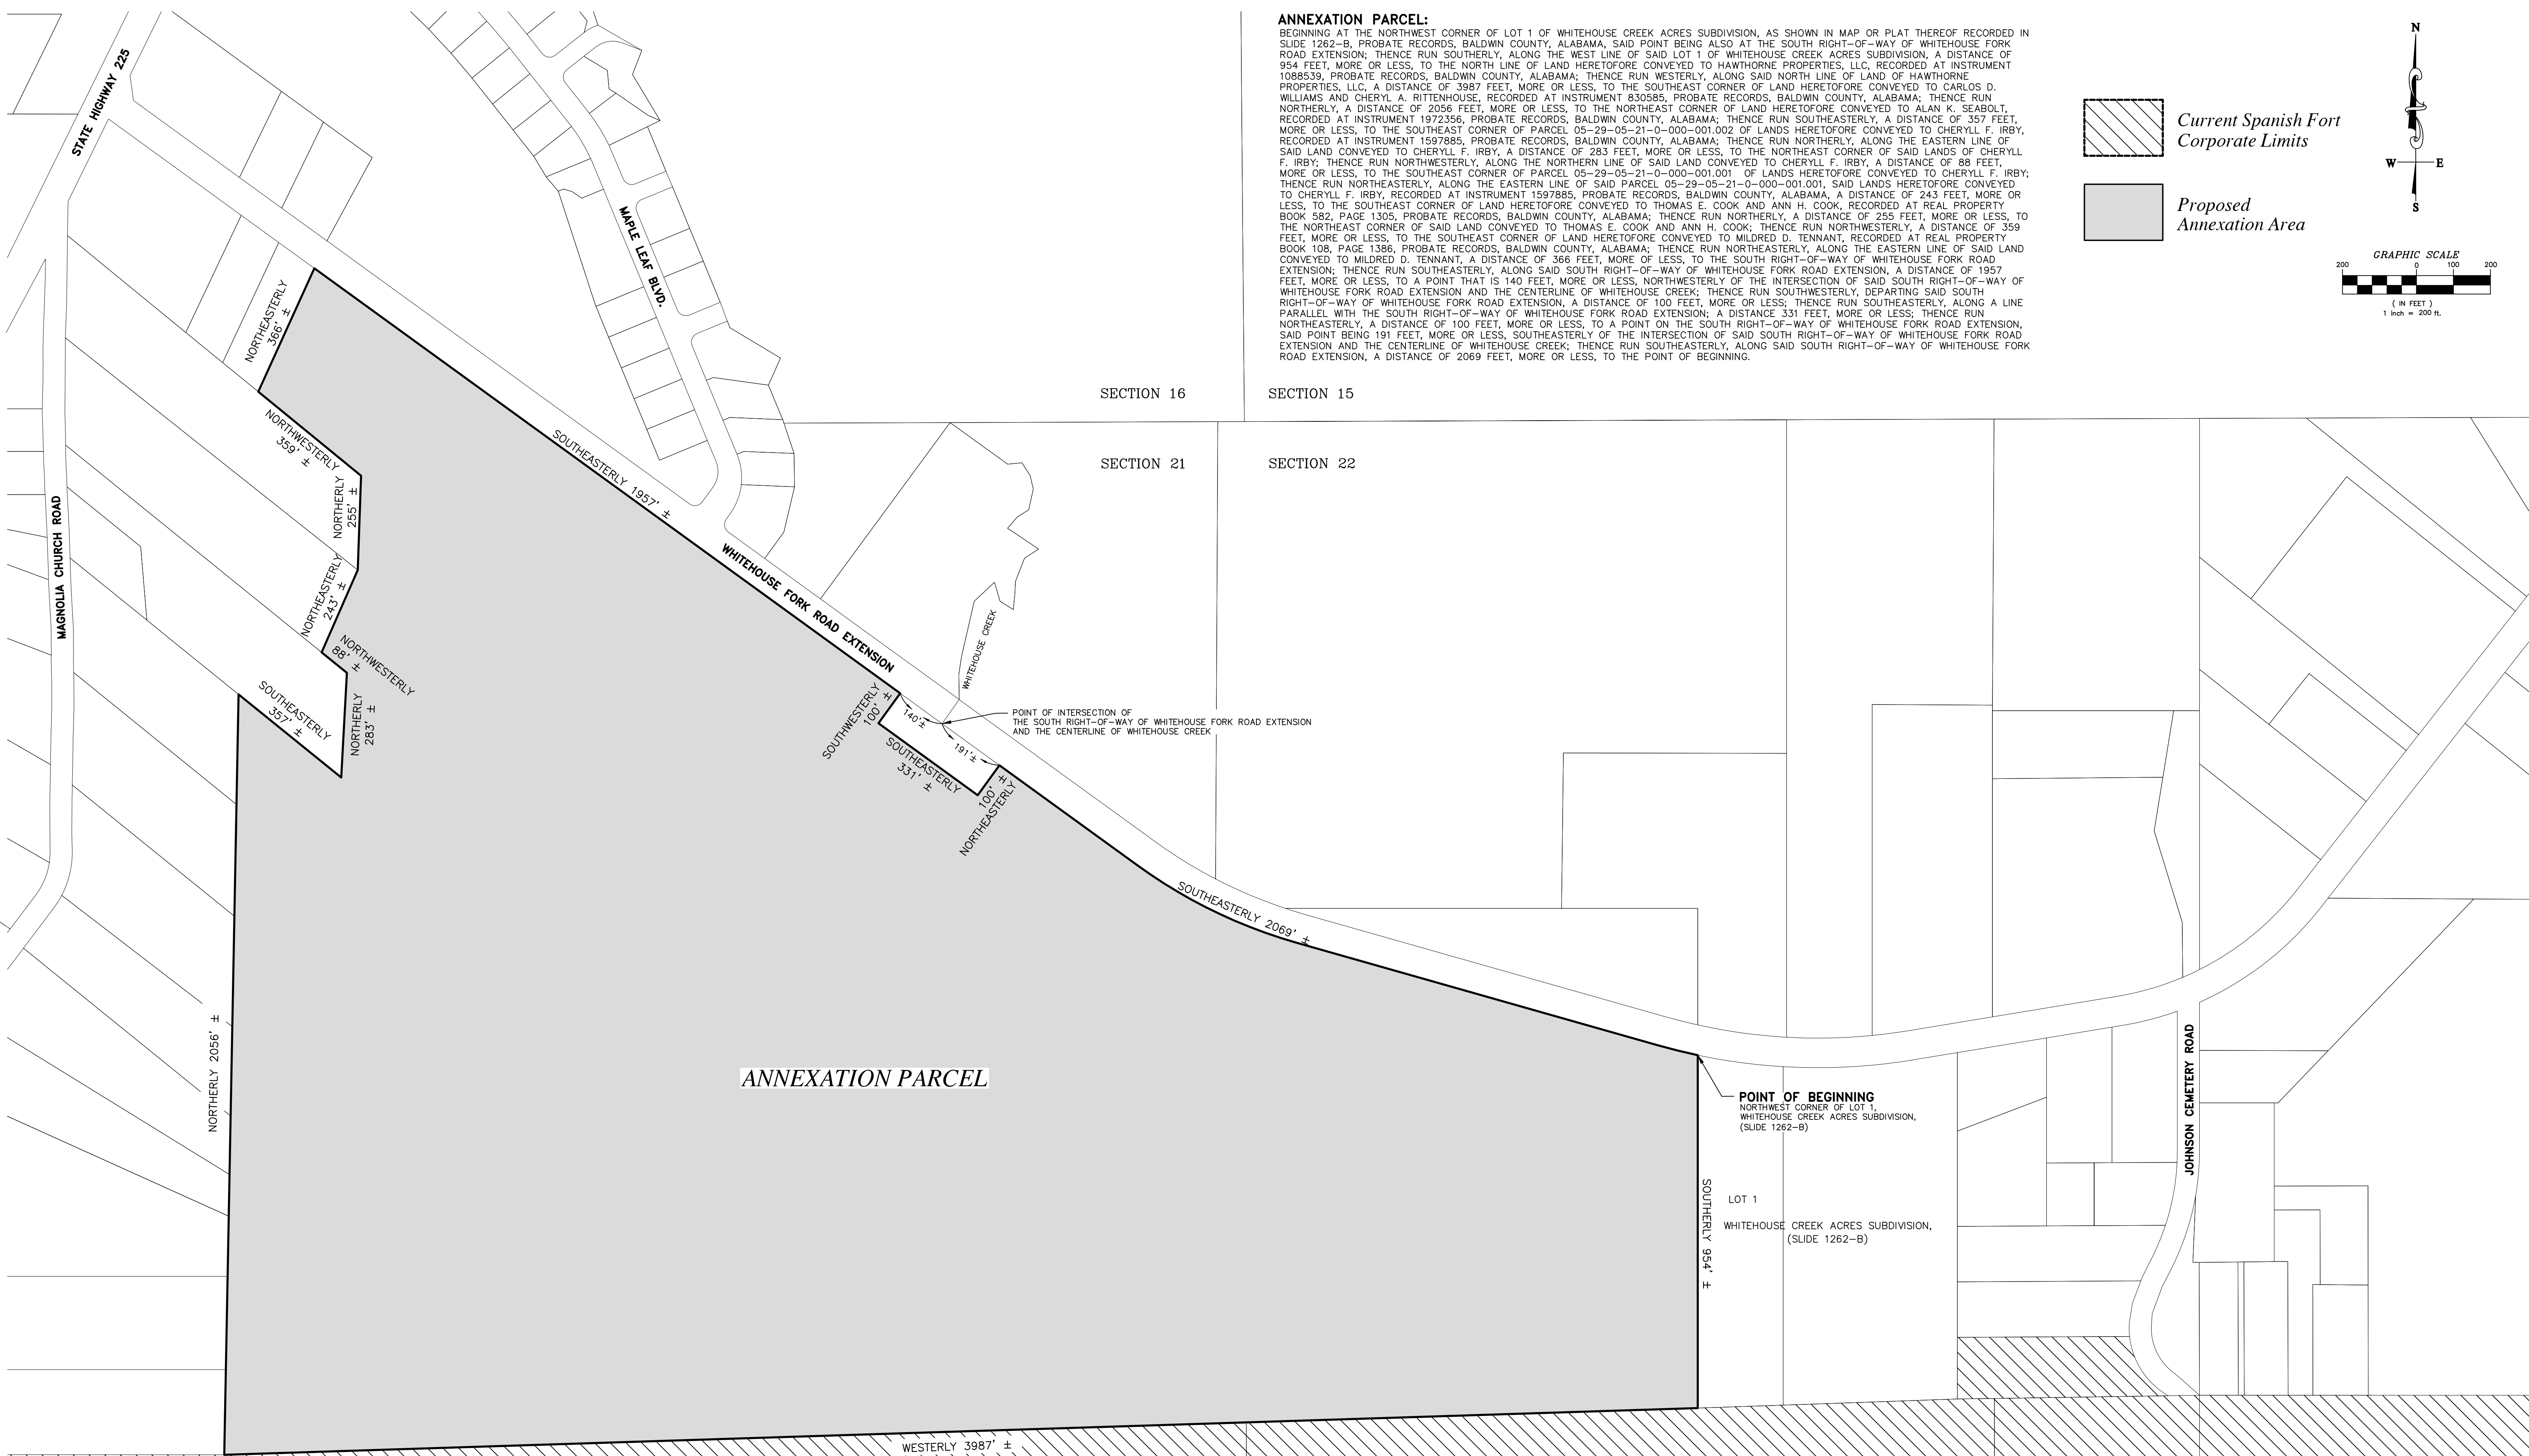 ANNEXATION PARCEL:
BEGINNING AT THE NORTHWEST CORNER OF LOT 1 OF WHITEHOUSE CREEK ACRES SUBDIVISION, AS SHOWN IN MAP OR PLAT THEREOF RECORDED IN
SLIDE 1262-B, PROBATE RECORDS, BALDWIN COUNTY, ALABAMA, SAID POINT BEING ALSO AT THE SOUTH RIGHT-OF-WAY OF WHITEHOUSE FORK
ROAD EXTENSION; THENCE RUN SOUTHERLY, ALONG THE WEST LINE OF SAID LOT 1 OF WHITEHOUSE CREEK ACRES SUBDIVISION, A DISTANCE OF
954 FEET, MORE OR LESS, TO THE NORTH LINE OF LAND HERETOFORE CONVEYED TO HAWTHORNE PROPERTIES, LLC, RECORDED AT INSTRUMENT
1088539, PROBATE RECORDS, BALDWIN COUNTY, ALABAMA; THENCE RUN WESTERLY, ALONG SAID NORTH LINE OF LAND OF HAWTHORNE
PROPERTIES, LLC, A DISTANCE OF 3987 FEET, MORE OR LESS, TO THE SOUTHEAST CORNER OF LAND HERETOFORE CONVEYED TO CARLOS D.
WILLIAMS AND CHERYL A. RITTENHOUSE, RECORDED AT INSTRUMENT 830585, PROBATE RECORDS, BALDWIN COUNTY, ALABAMA; THENCE RUN
NORTHERLY, A DISTANCE OF 2056 FEET, MORE OR LESS, TO THE NORTHEAST CORNER OF LAND HERETOFORE CONVEYED TO ALAN K. SEABOLT,
RECORDED AT INSTRUMENT 1972356, PROBATE RECORDS, BALDWIN COUNTY, ALABAMA; THENCE RUN SOUTHEASTERLY, A DISTANCE OF 357 FEET,
MORE OR LESS, TO THE SOUTHEAST CORNER OF PARCEL 05-29-05-21-0-000-001.002 OF LANDS HERETOFORE CONVEYED TO CHERYLL F. IRBY,
RECORDED AT INSTRUMENT 1597885, PROBATE RECORDS, BALDWIN COUNTY, ALABAMA; THENCE RUN NORTHERLY, ALONG THE EASTERN LINE OF
SAID LAND CONVEYED TO CHERYLL F. IRBY, A DISTANCE OF 283 FEET, MORE OR LESS, TO THE NORTHEAST CORNER OF SAID LANDS OF CHERYLL
F. IRBY; THENCE RUN NORTHWESTERLY, ALONG THE NORTHERN LINE OF SAID LAND CONVEYED TO CHERYLL F. IRBY, A DISTANCE OF 88 FEET,
MORE OR LESS, TO THE SOUTHEAST CORNER OF PARCEL 05-29-05-21-0-000-001.001 OF LANDS HERETOFORE CONVEYED TO CHERYLL F. IRBY;
THENCE RUN NORTHEASTERLY, ALONG THE EASTERN LINE OF SAID PARCEL 05-29-05-21-0-000-001.001, SAID LANDS HERETOFORE CONVEYED
TO CHERYLL F. IRBY, RECORDED AT INSTRUMENT 1597885, PROBATE RECORDS, BALDWIN COUNTY, ALABAMA, A DISTANCE OF 243 FEET, MORE OR
LESS, TO THE SOUTHEAST CORNER OF LAND HERETOFORE CONVEYED TO THOMAS E. COOK AND ANN H. COOK, RECORDED AT REAL PROPERTY
BOOK 582, PAGE 1305, PROBATE RECORDS, BALDWIN COUNTY, ALABAMA; THENCE RUN NORTHERLY, A DISTANCE OF 255 FEET, MORE OR LESS, TO
THE NORTHEAST CORNER OF SAID LAND CONVEYED TO THOMAS E. COOK AND ANN H. COOK; THENCE RUN NORTHWESTERLY, A DISTANCE OF 359
FEET, MORE OR LESS, TO THE SOUTHEAST CORNER OF LAND HERETOFORE CONVEYED TO MILDRED D. TENNANT, RECORDED AT REAL PROPERTY
BOOK 108, PAGE 1386, PROBATE RECORDS, BALDWIN COUNTY, ALABAMA; THENCE RUN NORTHEASTERLY, ALONG THE EASTERN LINE OF SAID LAND
CONVEYED TO MILDRED D. TENNANT, A DISTANCE OF 366 FEET, MORE OF LESS, TO THE SOUTH RIGHT-OF-WAY OF WHITEHOUSE FORK ROAD
EXTENSION; THENCE RUN SOUTHEASTERLY, ALONG SAID SOUTH RIGHT-OF-WAY OF WHITEHOUSE FORK ROAD EXTENSION, A DISTANCE OF 1957
FEET, MORE OR LESS, TO A POINT THAT IS 140 FEET, MORE OR LESS, NORTHWESTERLY OF THE INTERSECTION OF SAID SOUTH RIGHT-OF-WAY OF
WHITEHOUSE FORK ROAD EXTENSION AND THE CENTERLINE OF WHITEHOUSE CREEK; THENCE RUN SOUTHWESTERLY, DEPARTING SAID SOUTH
RIGHT-OF-WAY OF WHITEHOUSE FORK ROAD EXTENSION, A DISTANCE OF 100 FEET, MORE OR LESS; THENCE RUN SOUTHEASTERLY, ALONG A LINE
PARALLEL WITH THE SOUTH RIGHT-OF-WAY OF WHITEHOUSE FORK ROAD EXTENSION; A DISTANCE 331 FEET, MORE OR LESS; THENCE RUN
NORTHEASTERLY, A DISTANCE OF 100 FEET, MORE OR LESS, TO A POINT ON THE SOUTH RIGHT-OF-WAY OF WHITEHOUSE FORK ROAD EXTENSION,
SAID POINT BEING 191 FEET, MORE OR LESS, SOUTHEASTERLY OF THE INTERSECTION OF SAID SOUTH RIGHT-OF-WAY OF WHITEHOUSE FORK ROAD
EXTENSION AND THE CENTERLINE OF WHITEHOUSE CREEK; THENCE RUN SOUTHEASTERLY, ALONG SAID SOUTH RIGHT-OF-WAY OF WHITEHOUSE FORK
ROAD EXTENSION, A DISTANCE OF 2069 FEET, MORE OR LESS, TO THE POINT OF BEGINNING.
Current Spanish Fort
Corporate Limits
Proposed
Annexation Area
N
W E
S
GRAPHIC SCALE
200 0 100 200
( IN FEET )
1 inch = 200 ft.
STATE HIGHWAY 225
MAPLE LEAF BLVD.
SECTION 16
SECTION 15
SECTION 21
SECTION 22
NORTHEASTERLY
366' ±
NORTHWESTERLY
359' ±
NORTHERLY
255' ±
NORTHEASTERLY
243' ±
NORTHWESTERLY
88' ±
NORTHERLY
283' ±
SOUTHEASTERLY
357' ±
MAGNOLIA CHURCH ROAD
SOUTHEASTERLY 1957' ±
WHITEHOUSE FORK ROAD EXTENSION
WHITEHOUSE CREEK
SOUTHWESTERLY
100' ±
140'±
191'±
SOUTHEASTERLY
331' ±
100' ±
NORTHEASTERLY
POINT OF INTERSECTION OF
THE SOUTH RIGHT-OF-WAY OF WHITEHOUSE FORK ROAD EXTENSION
AND THE CENTERLINE OF WHITEHOUSE CREEK
SOUTHEASTERLY 2069' ±
NORTHERLY 2056' ±
ANNEXATION PARCEL
POINT OF BEGINNING
NORTHWEST CORNER OF LOT 1,
WHITEHOUSE CREEK ACRES SUBDIVISION,
(SLIDE 1262-B)
JOHNSON CEMETERY ROAD
SOUTHERLY 954' ±
LOT 1
WHITEHOUSE CREEK ACRES SUBDIVISION,
(SLIDE 1262-B)
WESTERLY 3987' ±